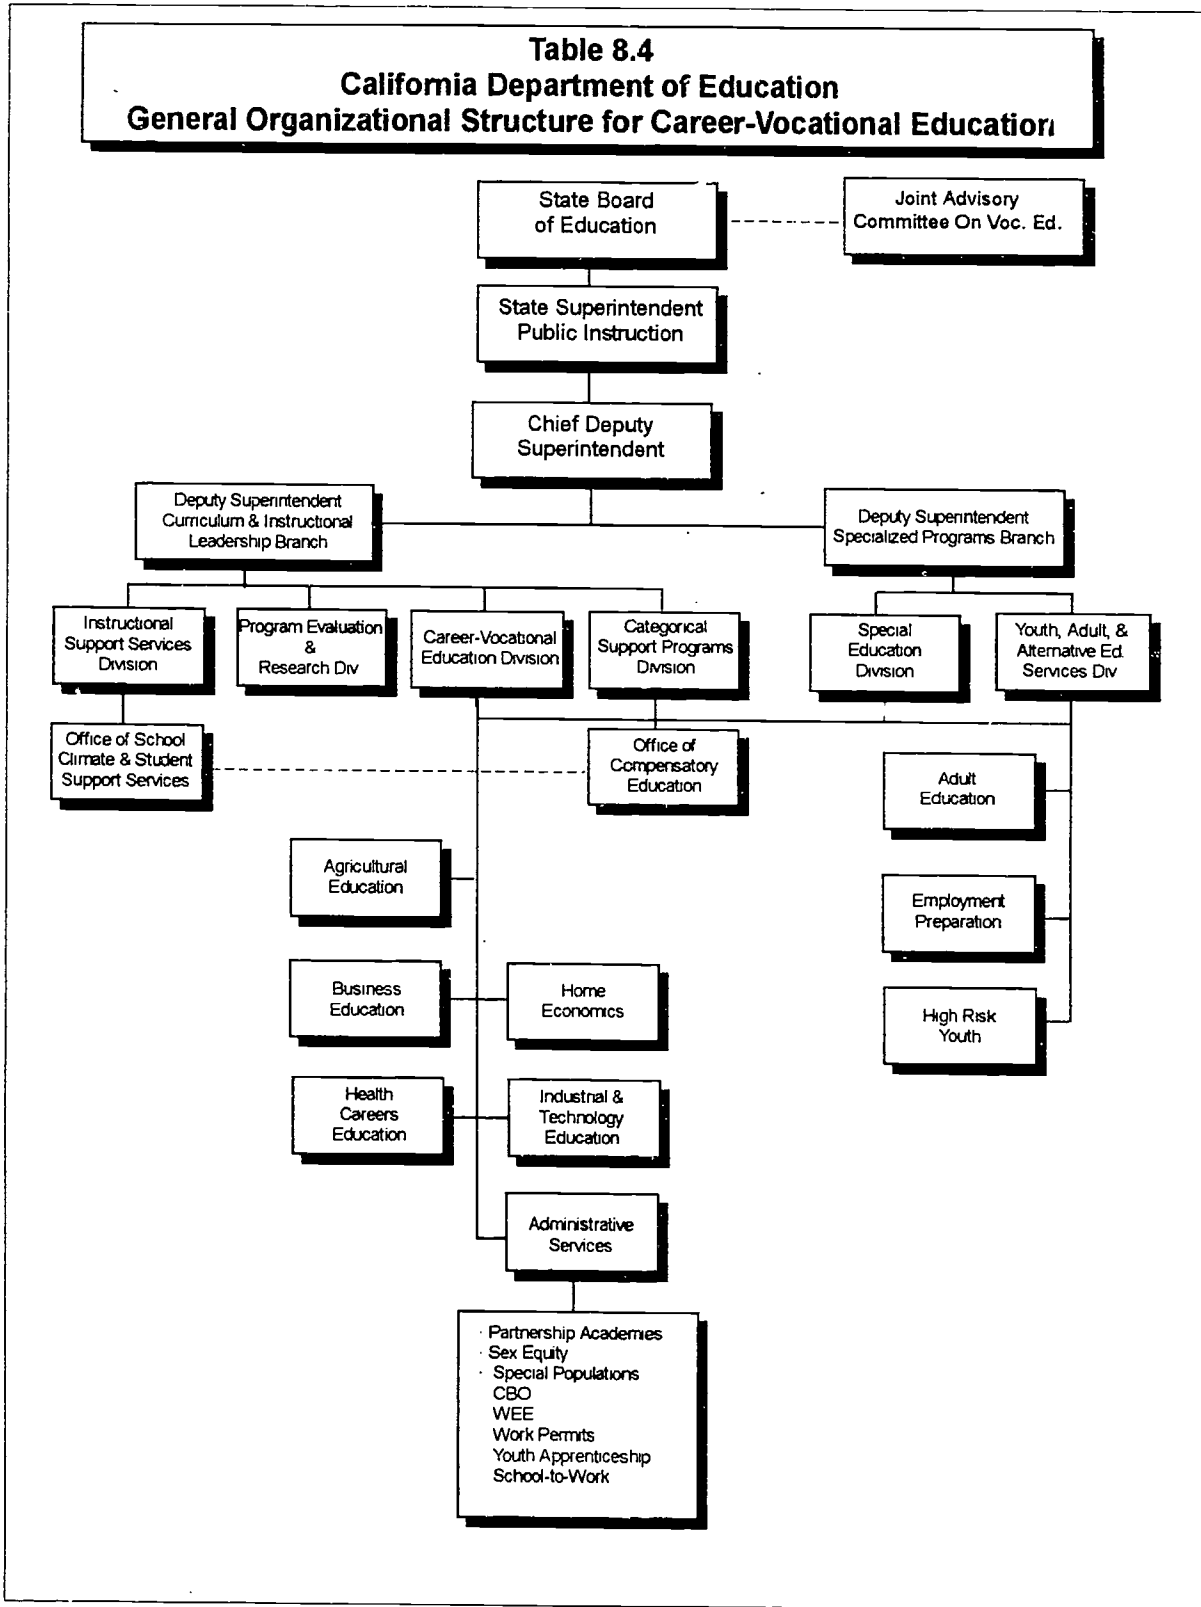 Table 8.4
California Department of Education
General Organizational Structure for Career-Vocational Education
State Board
of Education
Joint Advisory
Committee On Voc. Ed.
State Superintendent
Public Instruction
Chief Deputy
Superintendent
Deputy Superintendent
Curriculum & Instructional
Leadership Branch
Deputy Superintendent
Specialized Programs Branch
Instructional
Support Services
Division
Program Evaluation
&
Research Div
Career-Vocational
Education Division
Categorical
Support Programs
Division
Special
Education
Division
Youth, Adult, &
Alternative Ed.
Services Div
Office of School
Climate & Student
Support Services
Office of
Compensatory
Education
Adult
Education
Agricultural
Education
Employment
Preparation
Business
Education
Home
Economics
High Risk
Youth
Health
Careers
Education
Industrial &
Technology
Education
Administrative
Services
· Partnership Academies
· Sex Equity
· Special Populations
CBO
WEE
Work Permits
Youth Apprenticeship
School-to-Work